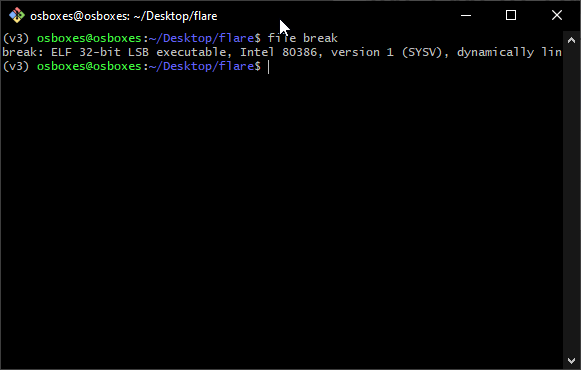 osboxes@osboxes: ~/Desktop/flare
(v3) osboxes@osboxes:~/Desktop/flare$ file break
break: ELF 32-bit LSB executable, Intel 80386, version 1 (SYSV), dynamically lin
(v3) osboxes@osboxes:~/Desktop/flare$